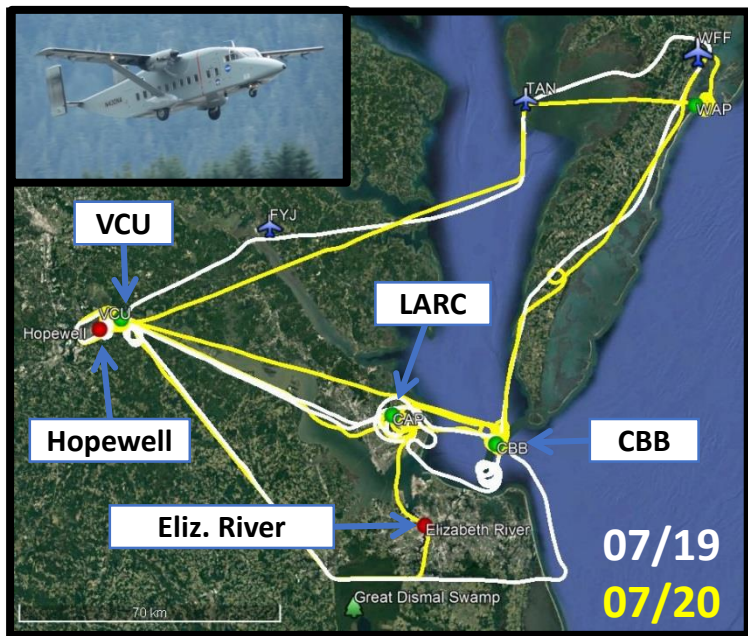 WFF
TAN
WAP
VCU
FYJ
LARC
VCU
Hopewell
CAP
Hopewell
CBB
CBB
Eliz. River
Elizabeth River
07/19
Great Dismal Swamp
07/20
70 km